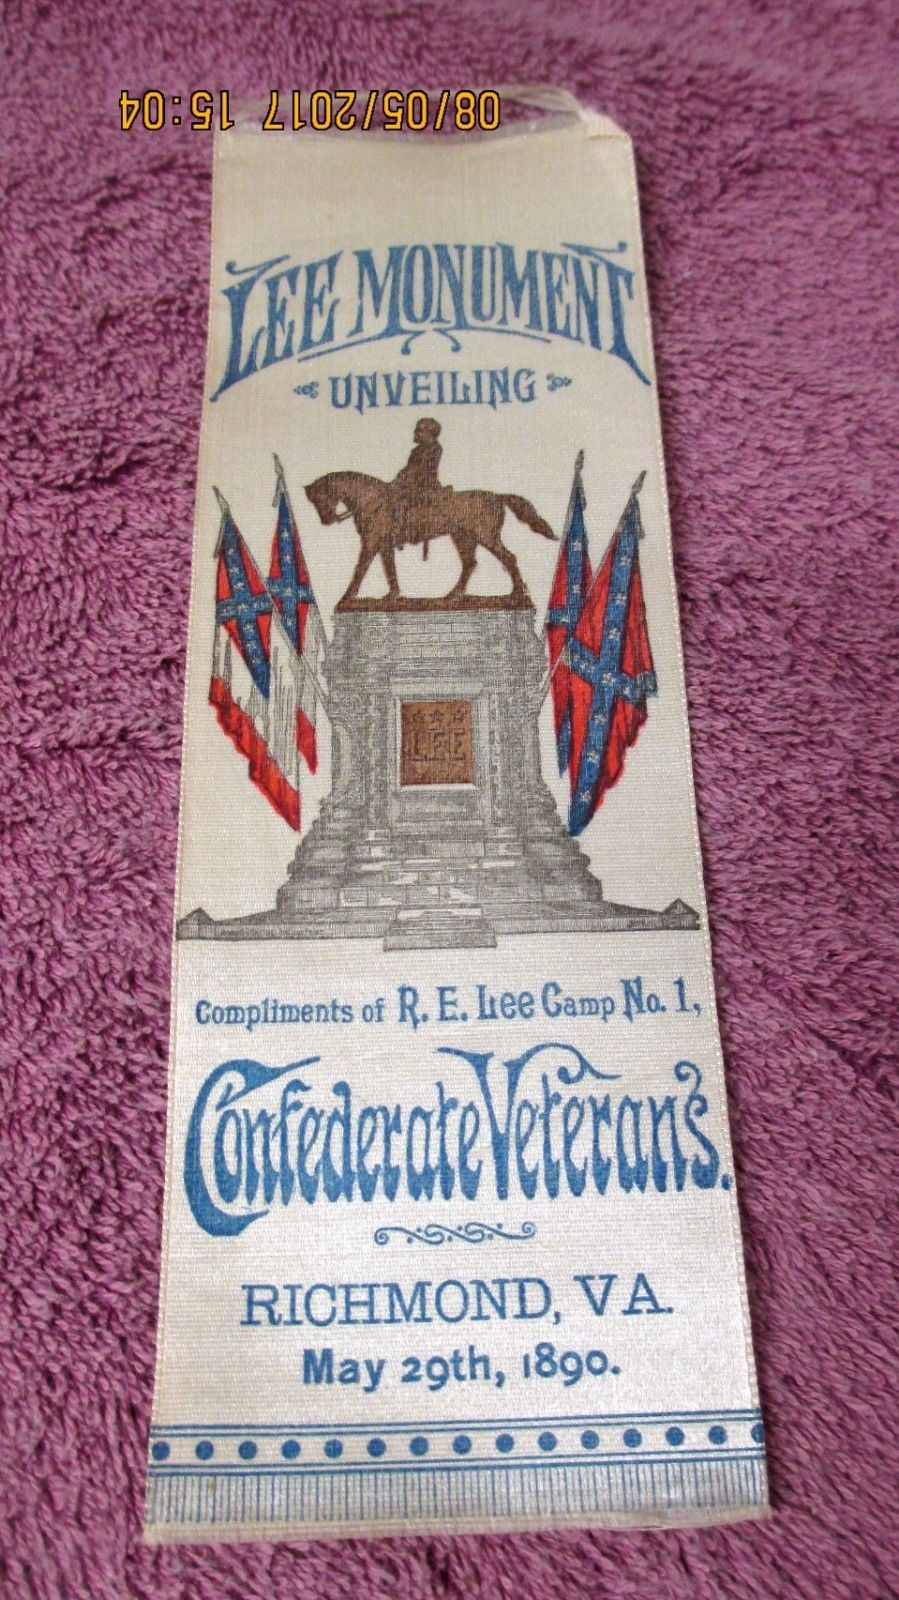 08/05/2017 15:04
LEE MONUMENT
UNVEILING
LEE
Compliments of R. E. Lee Camp No. 1,
Confederate Veterans.
RICHMOND, VA.
May 29th, 1890.